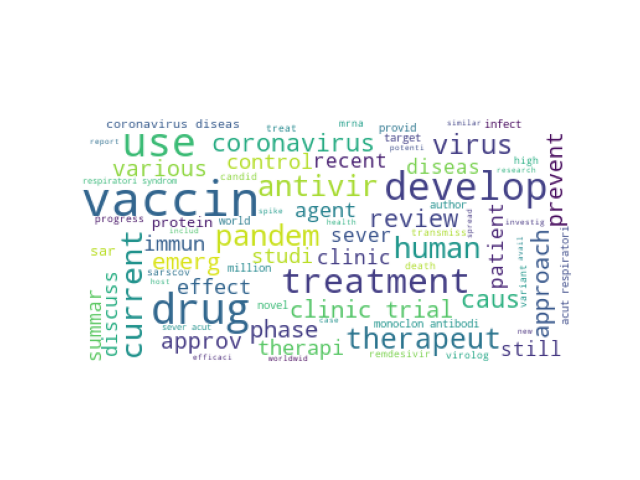 coronavirus diseas
treat
mrna
provid
similar
infect
report
use
coronavirus
target
potenti
virus
prevent
various
control
recent
diseas
high
research
respiratori syndrom
candid
antivir
develop
vaccin
spike
agent
author
review
transmiss
spread
patient
investig
progress
protein
world
health
includ
pandem
sever
human
approach
acut respiratori
sar
immun
studi
clinic
current
emerg
sarscov
million
death
treatment
variant
avail
host
effect
drug
novel
clinic trial
caus
summar
discuss
case
sever acut
phase
monoclon antibodi
new
approv
therapi
therapeut
still
efficaci
worldwid
remdesivir
virolog